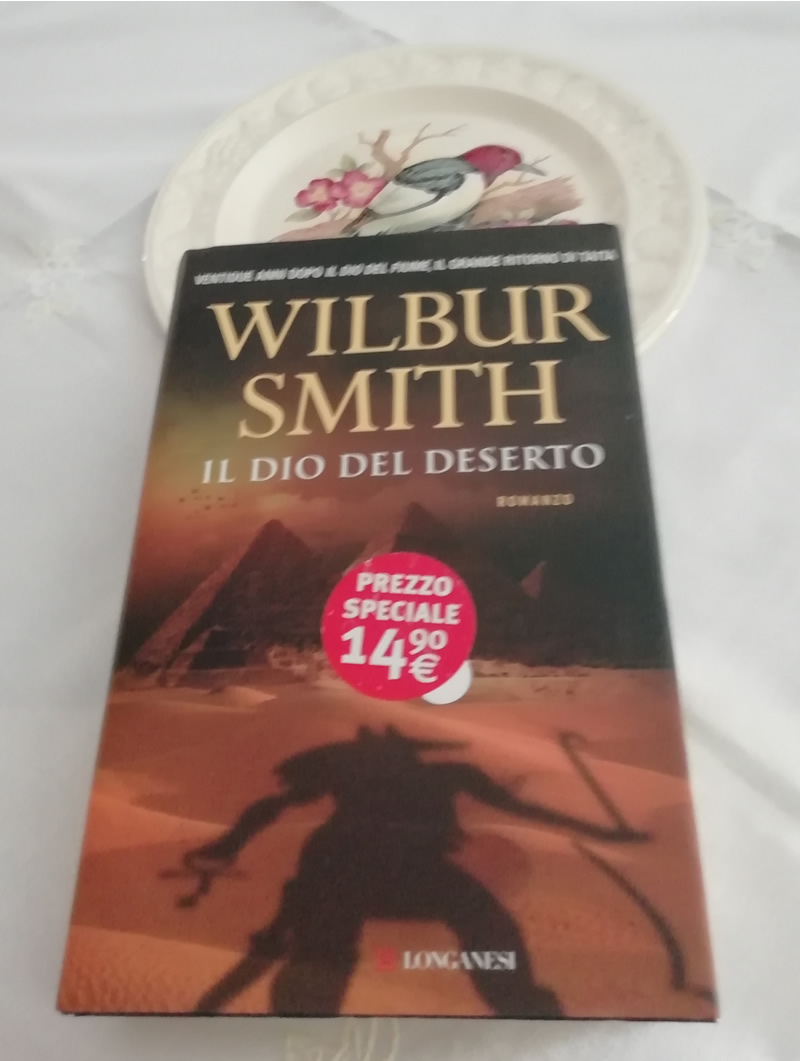 VENTIDUE ANNI DOPO IL DIO DEL FIUME, IL GRANDE RITORNO DI TAITA
WILBUR
SMITH
IL DIO DEL DESERTO
ROMANZO
PREZZO
SPECIALE
14,90
€
LONGANESI